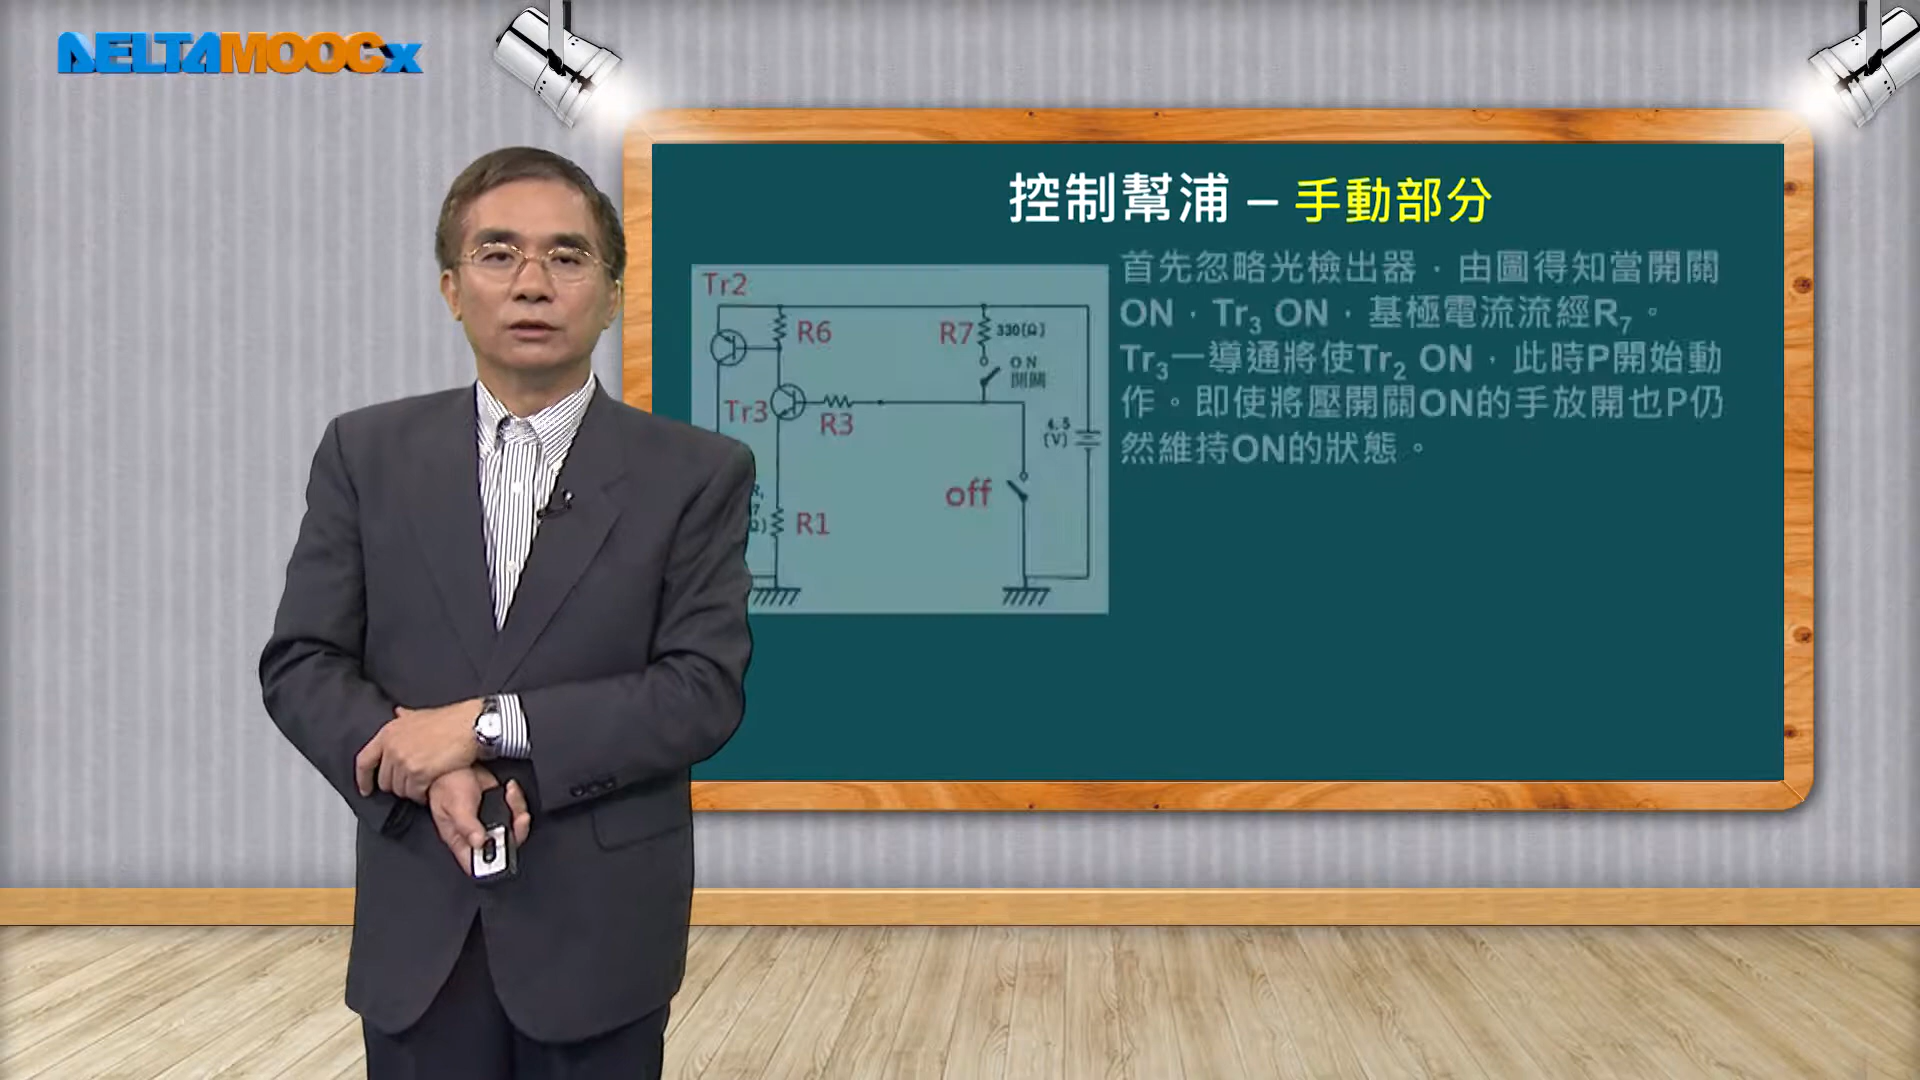 DELTAMOOCx
控制幫浦 – 手動部分
首先忽略光檢出器，由圖得知當開關
ON，Tr3 ON，基極電流流經R7。
Tr3一導通將使Tr2 ON，此時P開始動
作。即使將壓開關ON的手放開也P仍
然維持ON的狀態。
Tr2
R6
R7
330(Ω)
ON
開關
Tr3
R3
4.5
(V)
off
R1